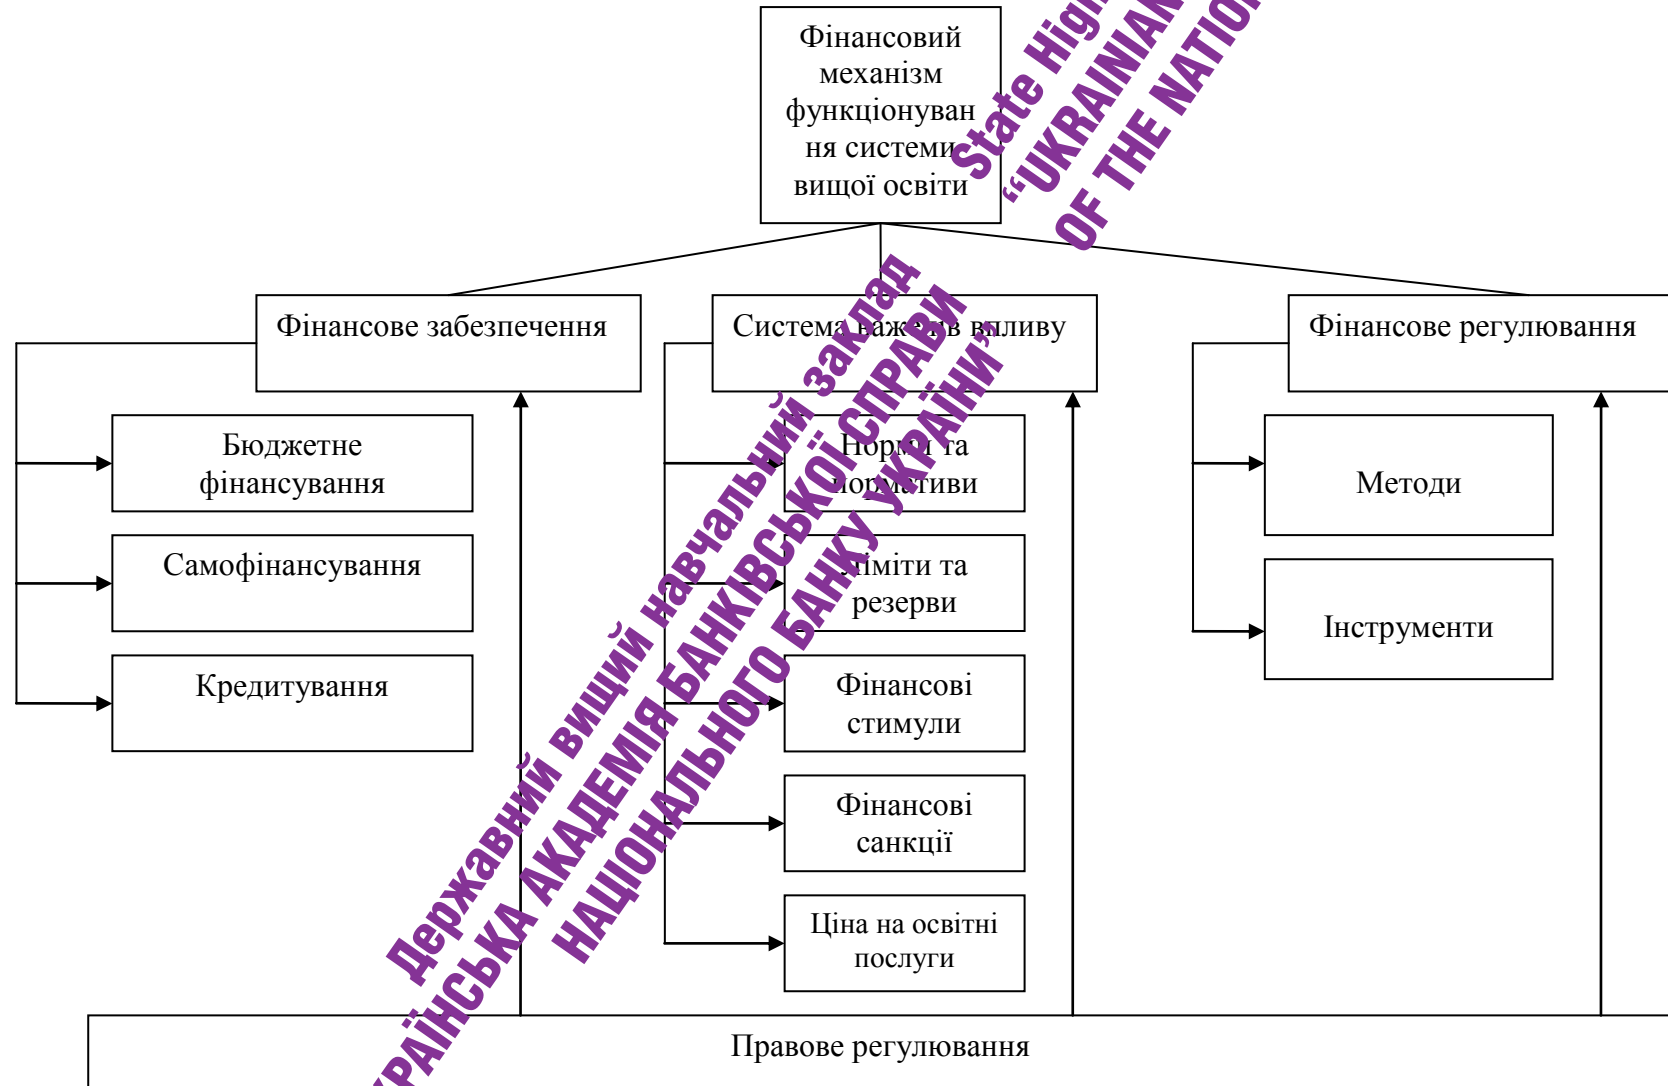 Фінансовий
механізм
функціонуван
ня системи
вищої освіти
Фінансове забезпечення
Система важелів впливу
Фінансове регулювання
Бюджетне
фінансування
Самофінансування
Кредитування
Норми та
нормативи
Ліміти та
резерви
Фінансові
стимули
Фінансові
санкції
Ціна на освітні
послуги
Методи
Інструменти
Правове регулювання
Державний вищий навчальний заклад
РАЇНСЬКА АКАДЕМІЯ БАНКІВСЬКОЇ СПРАВИ
НАЦІОНАЛЬНОГО БАНКУ УКРАЇНИ”
State High
“UKRAINIAN
OF THE NATION